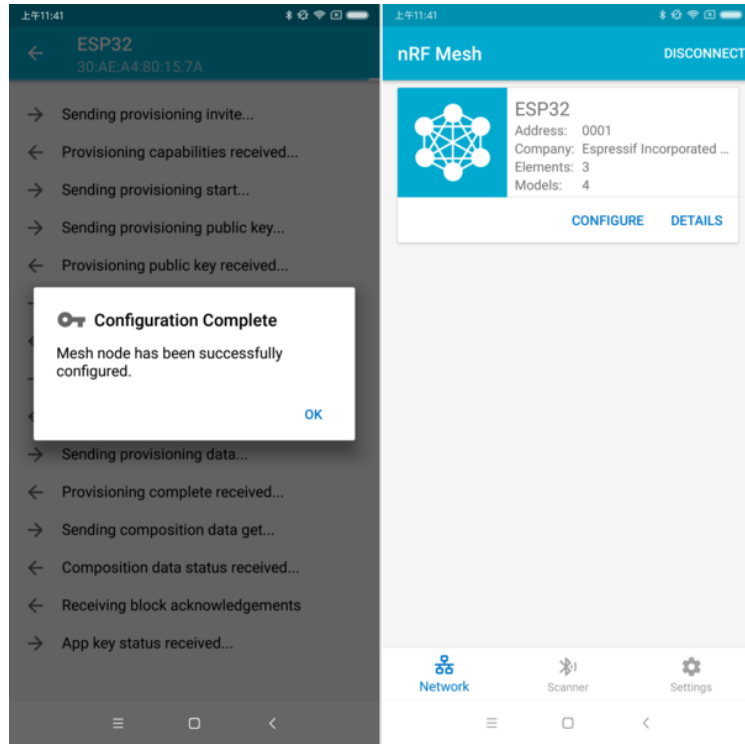 上午11:41
ESP32
30:AE:A4:80:15:7A
Sending provisioning invite...
Provisioning capabilities received...
Sending provisioning start...
Sending provisioning public key...
Provisioning public key received...
Configuration Complete
Mesh node has been successfully
configured.
OK
Sending provisioning data...
Provisioning complete received...
Sending composition data get...
Composition data status received...
Receiving block acknowledgements
App key status received...
上午11:41
nRF Mesh
DISCONNECT
ESP32
Address: 0001
Company: Espressif Incorporated ...
Elements: 3
Models: 4
CONFIGURE DETAILS
Network Scanner Settings